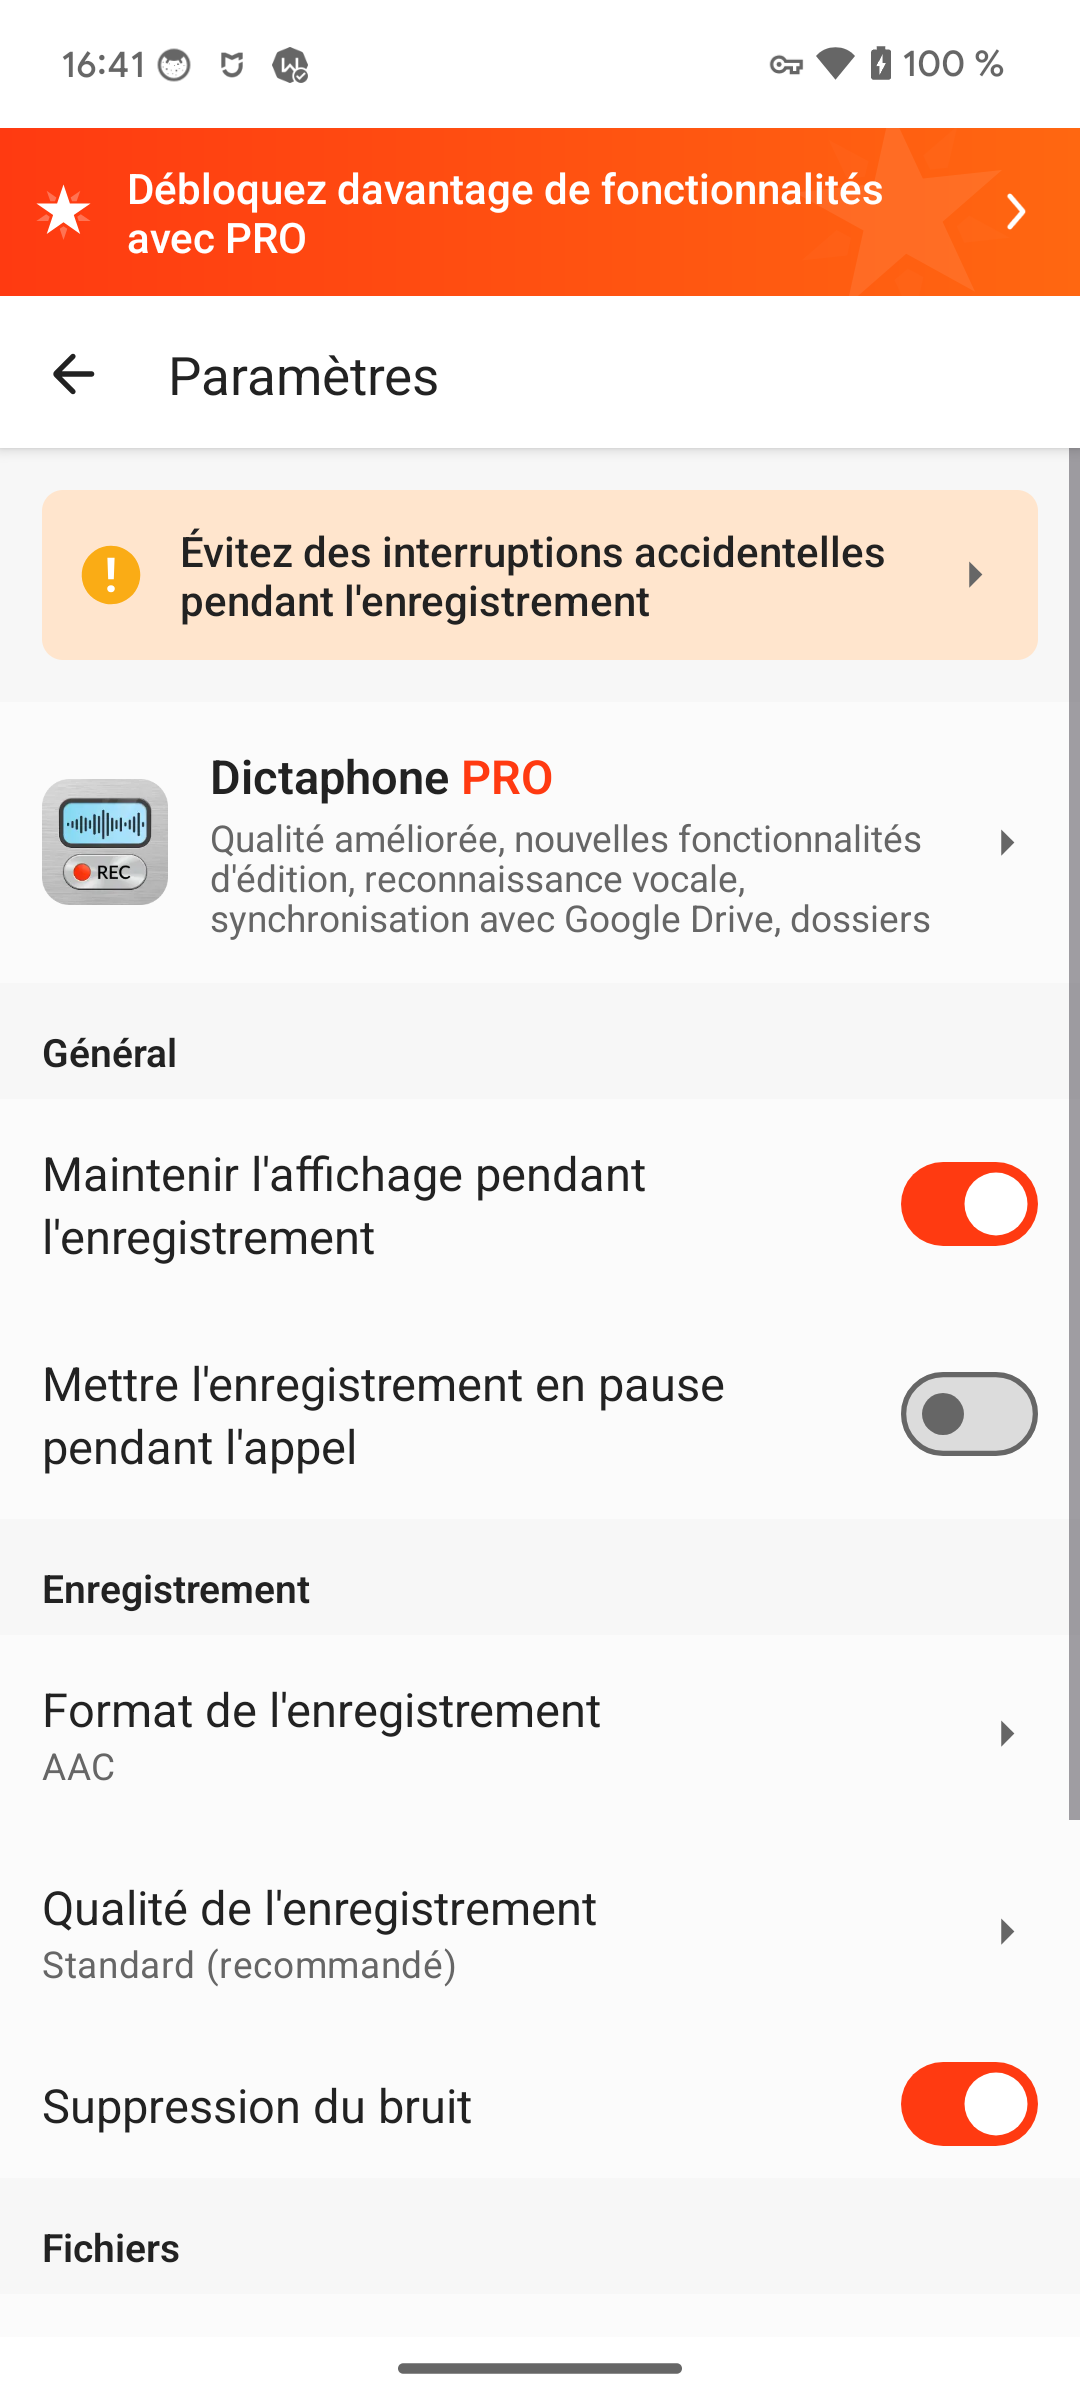 16:41
100 %
Débloquez davantage de fonctionnalités
avec PRO
Paramètres
Évitez des interruptions accidentelles
pendant l'enregistrement
Dictaphone PRO
Qualité améliorée, nouvelles fonctionnalités
d'édition, reconnaissance vocale,
synchronisation avec Google Drive, dossiers
REC
Général
Maintenir l'affichage pendant
l'enregistrement
Mettre l'enregistrement en pause
pendant l'appel
Enregistrement
Format de l'enregistrement
AAC
Qualité de l'enregistrement
Standard (recommandé)
Suppression du bruit
Fichiers